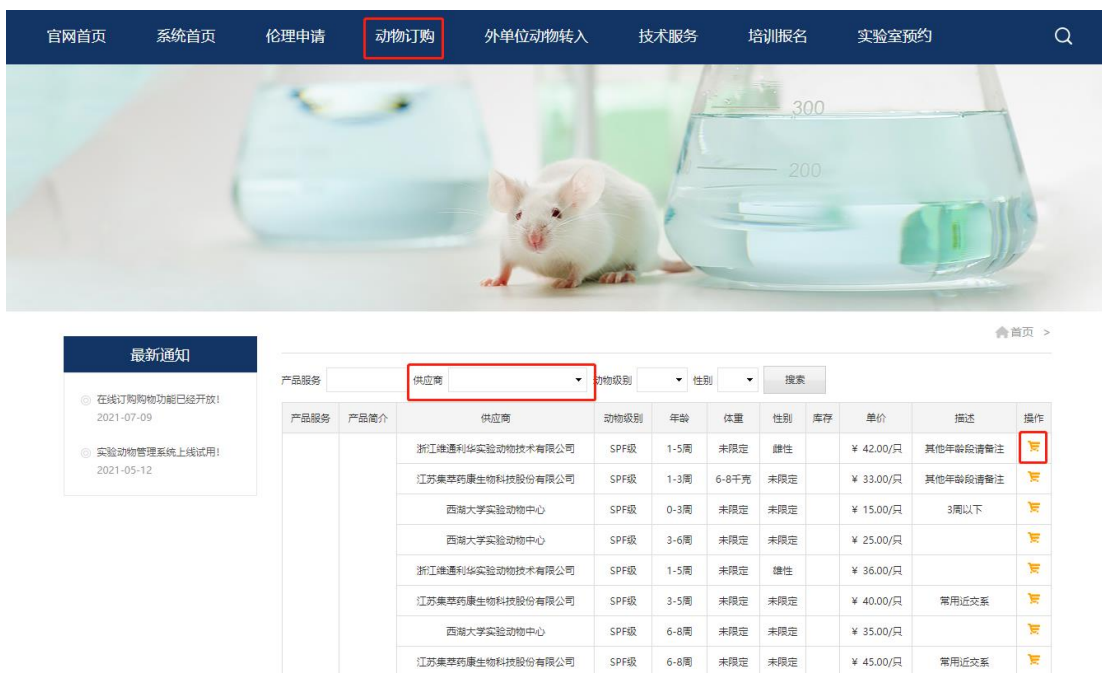 官网首页 系统首页 伦理申请 动物订购 外单位动物转入 技术服务 培训报名 实验室预约
300
200
首页 >
最新通知
在线订购购物功能已经开放!
2021-07-09
实验动物管理系统上线试用!
2021-05-12
产品服务 供应商 动物级别 性别 搜索
产品服务 产品简介 供应商 动物级别 年龄 体重 性别 库存 单价 描述 操作
浙江维通利华实验动物技术有限公司 SPF级 1-5周 未限定 雌性 ¥ 42.00/只 其他年龄段请备注
江苏集萃药康生物科技股份有限公司 SPF级 1-3周 6-8千克 未限定 ¥ 33.00/只 其他年龄段请备注
西湖大学实验动物中心 SPF级 0-3周 未限定 未限定 ¥ 15.00/只 3周以下
西湖大学实验动物中心 SPF级 3-6周 未限定 未限定 ¥ 25.00/只
浙江维通利华实验动物技术有限公司 SPF级 1-5周 未限定 雄性 ¥ 36.00/只
江苏集萃药康生物科技股份有限公司 SPF级 3-5周 未限定 未限定 ¥ 40.00/只 常用近交系
西湖大学实验动物中心 SPF级 6-8周 未限定 未限定 ¥ 35.00/只
江苏集萃药康生物科技股份有限公司 SPF级 6-8周 未限定 未限定 ¥ 45.00/只 常用近交系